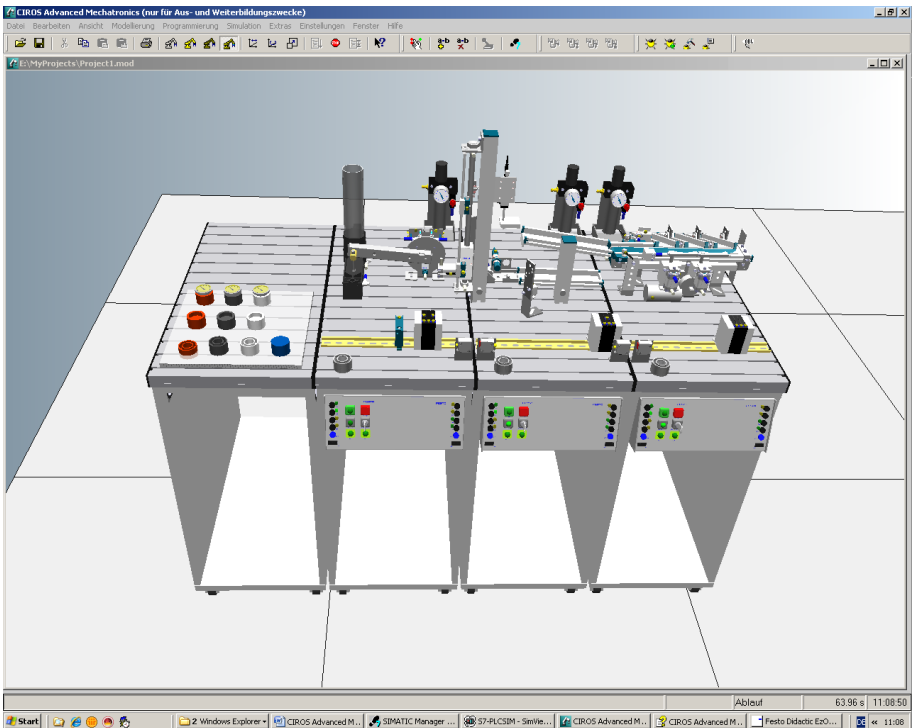 CIROS Advanced Mechatronics (nur für Aus- und Weiterbildungszwecke)
Datei Bearbeiten Ansicht Modellierung Programmierung Simulation Extras Einstellungen Fenster Hilfe
E:\MyProjects\Project1.mod
Ablauf 63.96 s 11:08:50
Start 2 Windows Explorer CIROS Advanced M... SIMATIC Manager ... S7-PLCSIM - SimVie... CIROS Advanced M... CIROS Advanced M... Festo Didactic EzO... DE « 11:08